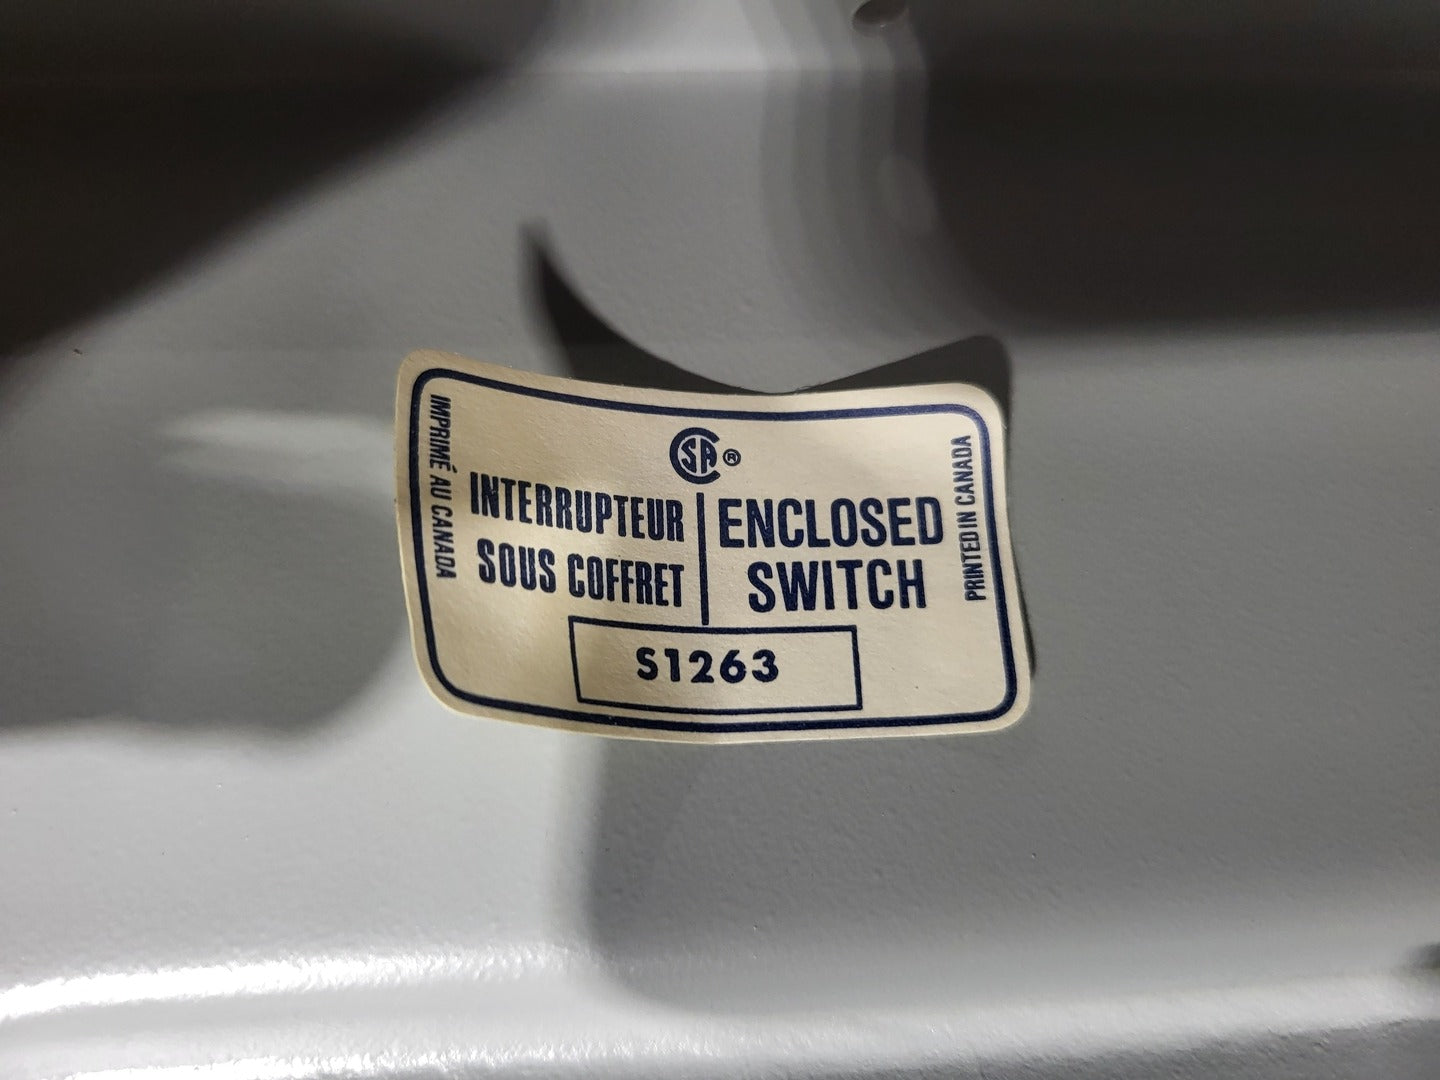 CSA®
INTERRUPTEUR
SOUS COFFRET
ENCLOSED
SWITCH
S1263
IMPRIMÉ AU CANADA
PRINTED IN CANADA